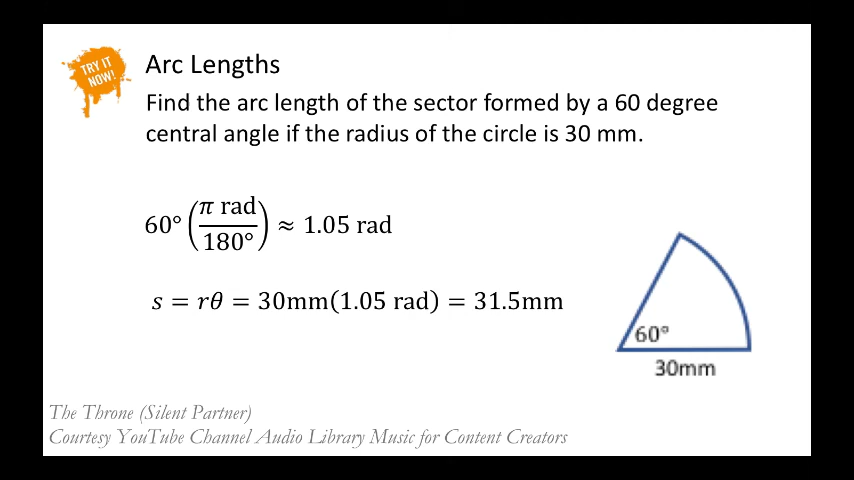 TRY IT
NOW!
Arc Lengths
Find the arc length of the sector formed by a 60 degree
central angle if the radius of the circle is 30 mm.
60° (π rad / 180°) ≈ 1.05 rad
s = rθ = 30mm(1.05 rad) = 31.5mm
60°
30mm
The Throne (Silent Partner)
Courtesy YouTube Channel Audio Library Music for Content Creators